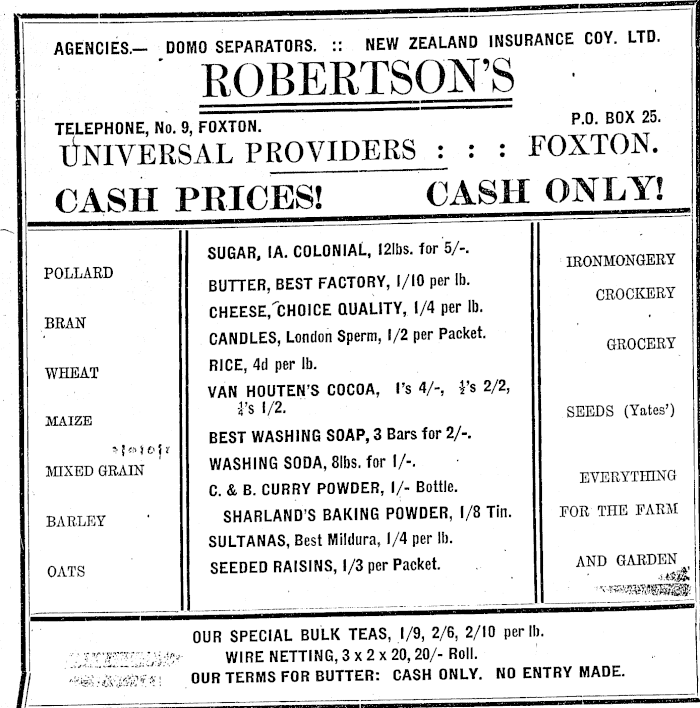 AGENCIES.— DOMO SEPARATORS. :: NEW ZEALAND INSURANCE COY. LTD.
ROBERTSON'S
TELEPHONE, No. 9, FOXTON. P.O. BOX 25.
UNIVERSAL PROVIDERS : : : FOXTON.
CASH PRICES! CASH ONLY!
POLLARD
BRAN
WHEAT
MAIZE
MIXED GRAIN
BARLEY
OATS
SUGAR, 1A. COLONIAL, 12lbs. for 5/-.
BUTTER, BEST FACTORY, 1/10 per lb.
CHEESE, CHOICE QUALITY, 1/4 per lb.
CANDLES, London Sperm, 1/2 per Packet.
RICE, 4d per lb.
VAN HOUTEN'S COCOA, 1's 4/-, ½'s 2/2,
¼'s 1/2.
BEST WASHING SOAP, 3 Bars for 2/-.
WASHING SODA, 8lbs. for 1/-.
C. & B. CURRY POWDER, 1/- Bottle.
SHARLAND'S BAKING POWDER, 1/8 Tin.
SULTANAS, Best Mildura, 1/4 per lb.
SEEDED RAISINS, 1/3 per Packet.
IRONMONGERY
CROCKERY
GROCERY
SEEDS (Yates')
EVERYTHING
FOR THE FARM
AND GARDEN
OUR SPECIAL BULK TEAS, 1/9, 2/6, 2/10 per lb.
WIRE NETTING, 3 x 2 x 20, 20/- Roll.
OUR TERMS FOR BUTTER: CASH ONLY. NO ENTRY MADE.